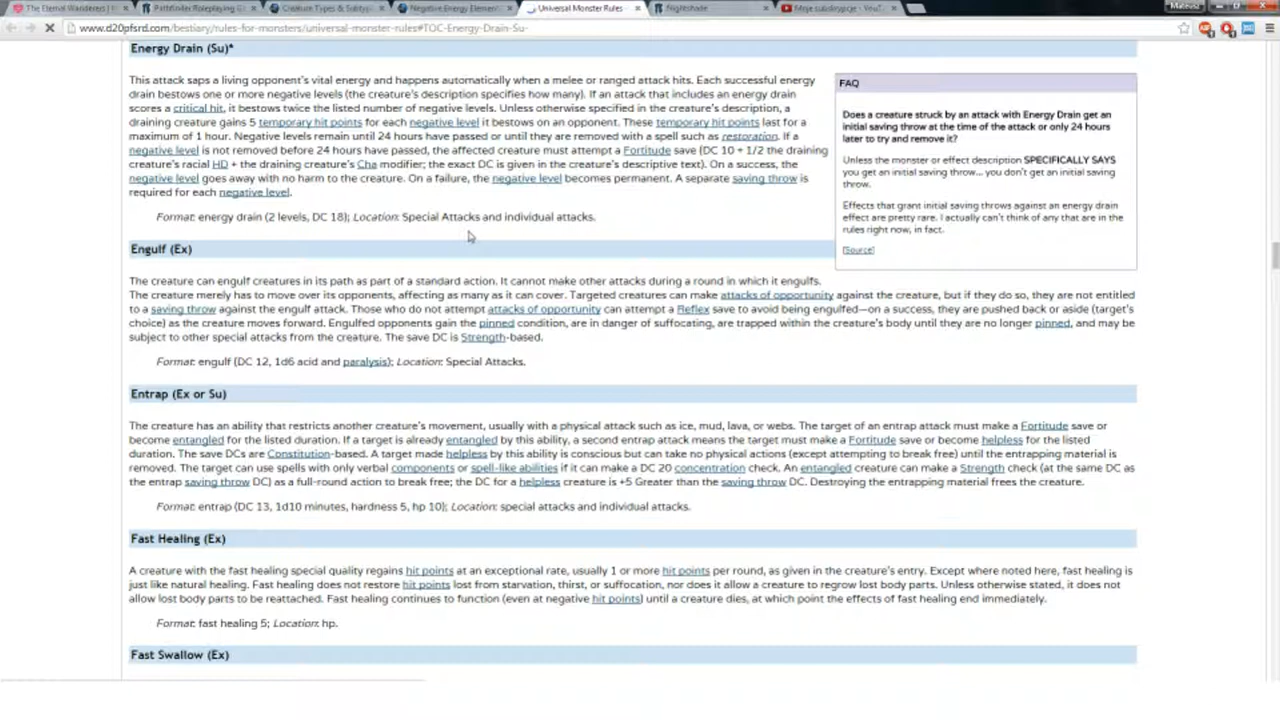 The Eternal Wanderers |
Pathfinder Roleplaying G
Creature Types & Subtyp
Negative Energy Element
Universal Monster Rules -
Nightshade
Moje subskrypcje - YouT
Mateusz
www.d20pfsrd.com/bestiary/rules-for-monsters/universal-monster-rules#TOC-Energy-Drain-Su-
Energy Drain (Su)*
This attack saps a living opponent's vital energy and happens automatically when a melee or ranged attack hits. Each successful energy
drain bestows one or more negative levels (the creature's description specifies how many). If an attack that includes an energy drain
scores a critical hit, it bestows twice the listed number of negative levels. Unless otherwise specified in the creature's description, a
draining creature gains 5 temporary hit points for each negative level it bestows on an opponent. These temporary hit points last for a
maximum of 1 hour. Negative levels remain until 24 hours have passed or until they are removed with a spell such as restoration. If a
negative level is not removed before 24 hours have passed, the affected creature must attempt a Fortitude save (DC 10 + 1/2 the draining
creature's racial HD + the draining creature's Cha modifier; the exact DC is given in the creature's descriptive text). On a success, the
negative level goes away with no harm to the creature. On a failure, the negative level becomes permanent. A separate saving throw is
required for each negative level.
Format: energy drain (2 levels, DC 18); Location: Special Attacks and individual attacks.
FAQ
Does a creature struck by an attack with Energy Drain get an
initial saving throw at the time of the attack or only 24 hours
later to try and remove it?
Unless the monster or effect description SPECIFICALLY SAYS
you get an initial saving throw... you don't get an initial saving
throw.
Effects that grant initial saving throws against an energy drain
effect are pretty rare. I actually can't think of any that are in the
rules right now, in fact.
[Source]
Engulf (Ex)
The creature can engulf creatures in its path as part of a standard action. It cannot make other attacks during a round in which it engulfs.
The creature merely has to move over its opponents, affecting as many as it can cover. Targeted creatures can make attacks of opportunity against the creature, but if they do so, they are not entitled
to a saving throw against the engulf attack. Those who do not attempt attacks of opportunity can attempt a Reflex save to avoid being engulfed—on a success, they are pushed back or aside (target's
choice) as the creature moves forward. Engulfed opponents gain the pinned condition, are in danger of suffocating, are trapped within the creature's body until they are no longer pinned, and may be
subject to other special attacks from the creature. The save DC is Strength-based.
Format: engulf (DC 12, 1d6 acid and paralysis); Location: Special Attacks.
Entrap (Ex or Su)
The creature has an ability that restricts another creature's movement, usually with a physical attack such as ice, mud, lava, or webs. The target of an entrap attack must make a Fortitude save or
become entangled for the listed duration. If a target is already entangled by this ability, a second entrap attack means the target must make a Fortitude save or become helpless for the listed
duration. The save DCs are Constitution-based. A target made helpless by this ability is conscious but can take no physical actions (except attempting to break free) until the entrapping material is
removed. The target can use spells with only verbal components or spell-like abilities if it can make a DC 20 concentration check. An entangled creature can make a Strength check (at the same DC as
the entrap saving throw DC) as a full-round action to break free; the DC for a helpless creature is +5 Greater than the saving throw DC. Destroying the entrapping material frees the creature.
Format: entrap (DC 13, 1d10 minutes, hardness 5, hp 10); Location: special attacks and individual attacks.
Fast Healing (Ex)
A creature with the fast healing special quality regains hit points at an exceptional rate, usually 1 or more hit points per round, as given in the creature's entry. Except where noted here, fast healing is
just like natural healing. Fast healing does not restore hit points lost from starvation, thirst, or suffocation, nor does it allow a creature to regrow lost body parts. Unless otherwise stated, it does not
allow lost body parts to be reattached. Fast healing continues to function (even at negative hit points) until a creature dies, at which point the effects of fast healing end immediately.
Format: fast healing 5; Location: hp.
Fast Swallow (Ex)